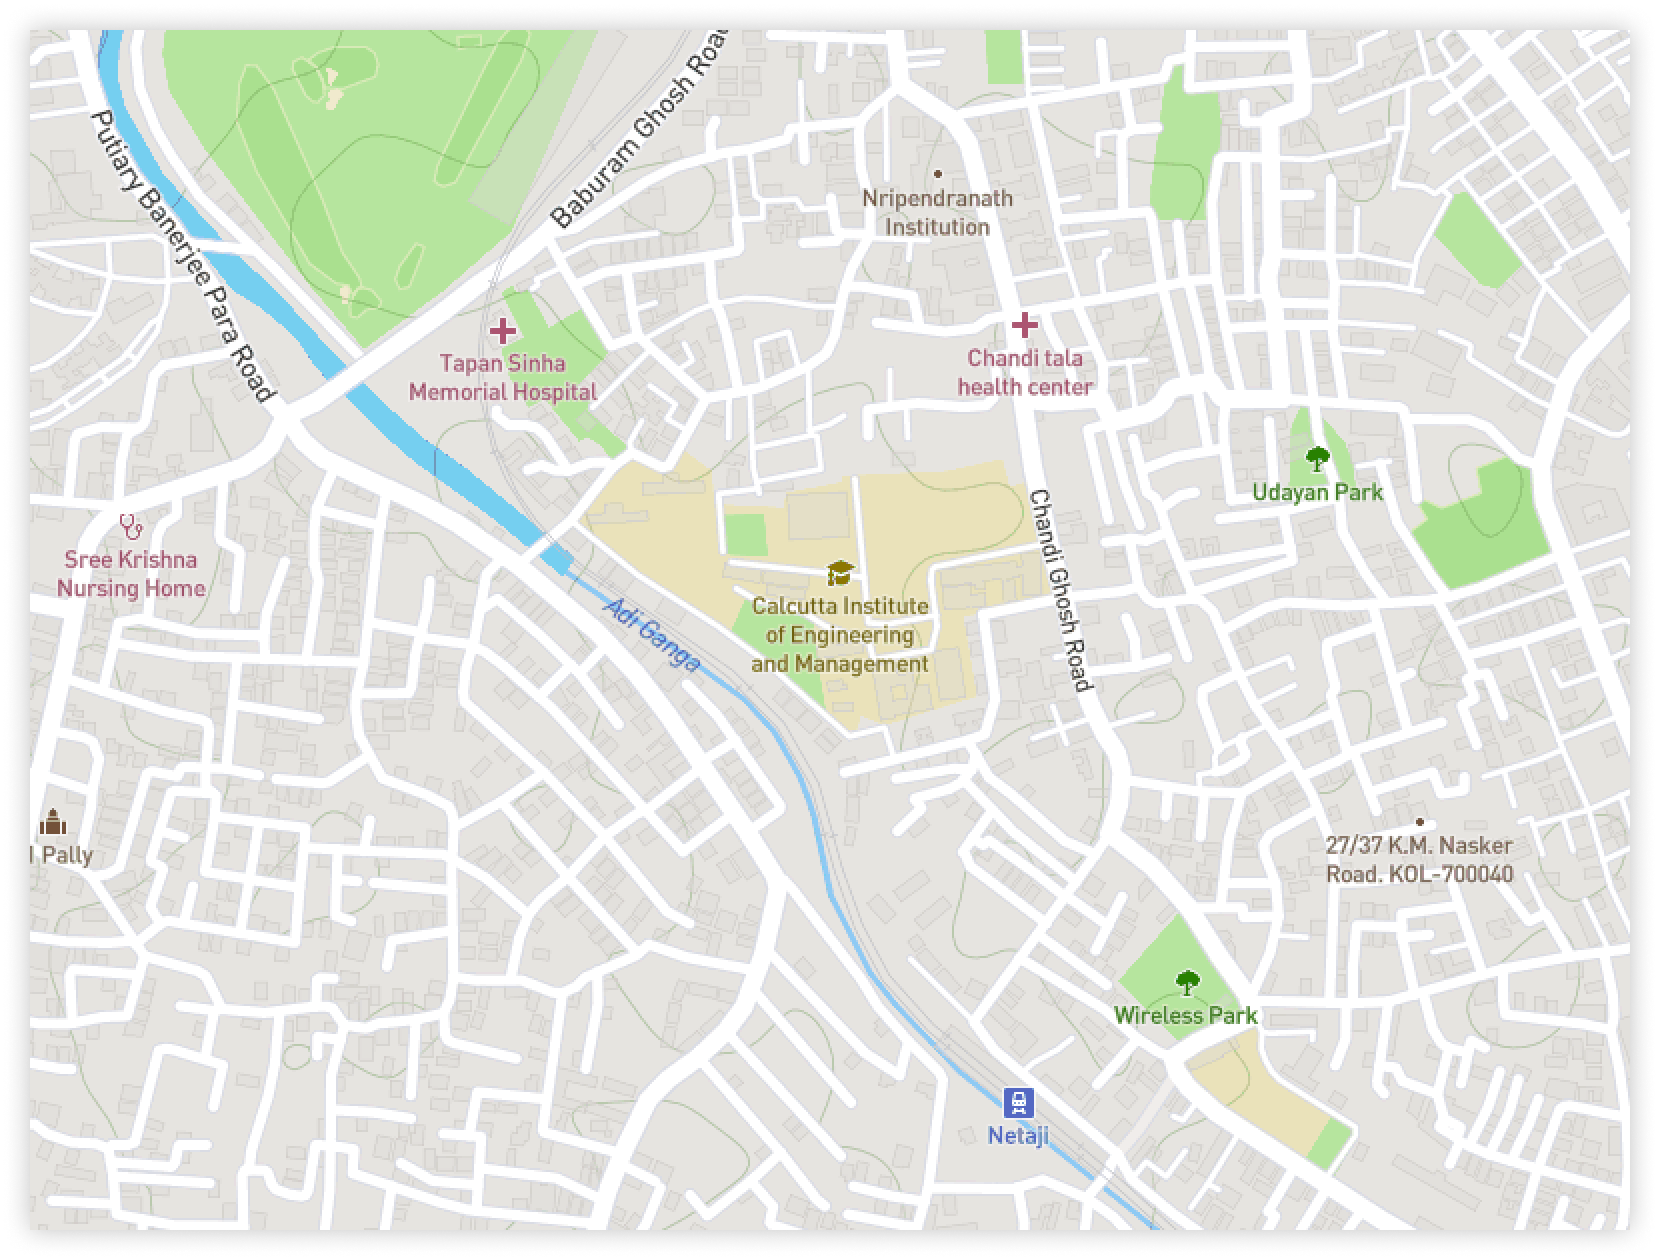 Baburam Ghosh Road
Putiary Banerjee Para Road
Nripendranath
Institution
Tapan Sinha
Memorial Hospital
Chandi tala
health center
Udayan Park
Sree Krishna
Nursing Home
Chandi Ghosh Road
Adi Ganga
Calcutta Institute
of Engineering
and Management
Pally
27/37 K.M. Nasker
Road. KOL-700040
Wireless Park
Netaji